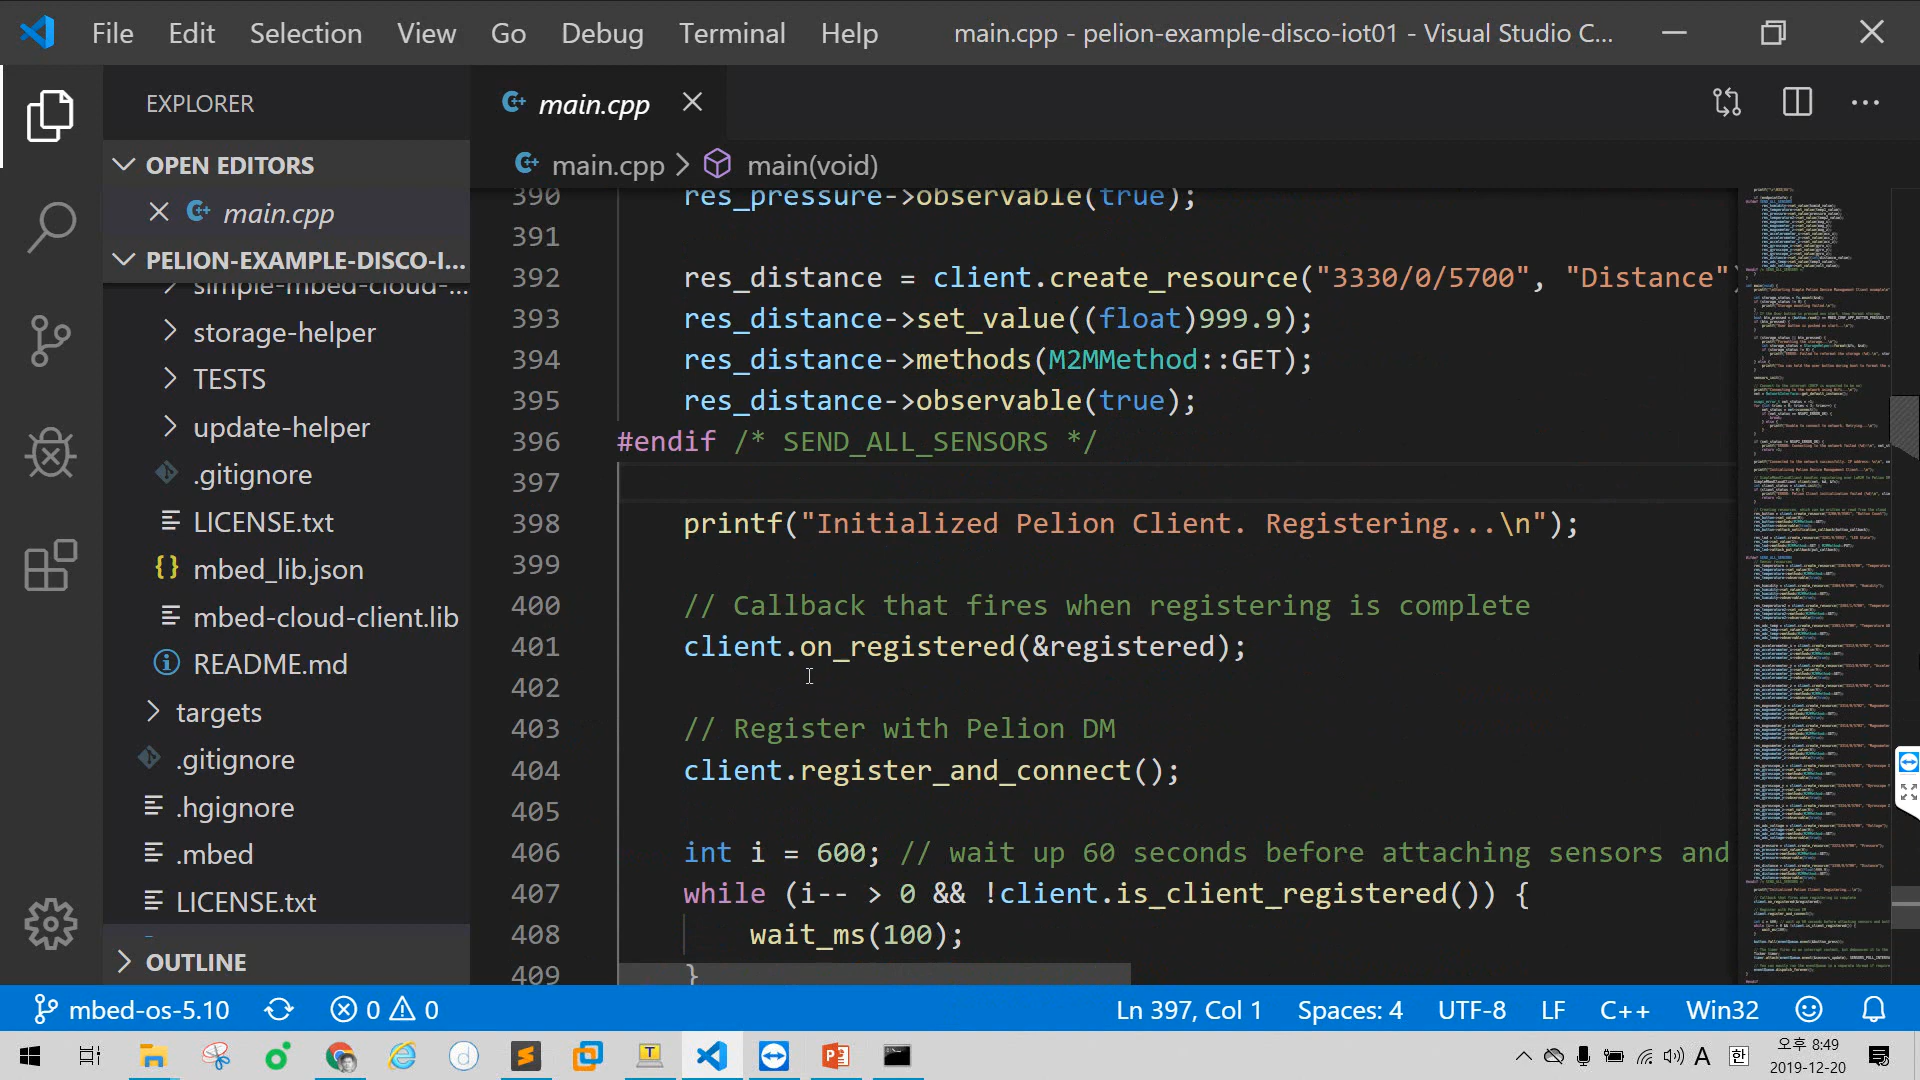 File Edit Selection View Go Debug Terminal Help main.cpp - pelion-example-disco-iot01 - Visual Studio C...
EXPLORER
OPEN EDITORS
main.cpp
PELION-EXAMPLE-DISCO-I...
simple-mbed-cloud-...
storage-helper
TESTS
update-helper
.gitignore
LICENSE.txt
{} mbed_lib.json
mbed-cloud-client.lib
README.md
targets
.gitignore
.hgignore
.mbed
LICENSE.txt
OUTLINE
main.cpp
main.cpp > main(void)
390 res_pressure->observable(true);
391
392 res_distance = client.create_resource("3330/0/5700", "Distance")
393 res_distance->set_value((float)999.9);
394 res_distance->methods(M2MMethod::GET);
395 res_distance->observable(true);
396 #endif /* SEND_ALL_SENSORS */
397
398 printf("Initialized Pelion Client. Registering...\n");
399
400 // Callback that fires when registering is complete
401 client.on_registered(&registered);
402
403 // Register with Pelion DM
404 client.register_and_connect();
405
406 int i = 600; // wait up 60 seconds before attaching sensors and
407 while (i-- > 0 && !client.is_client_registered()) {
408 wait_ms(100);
409 }
mbed-os-5.10 0 0 Ln 397, Col 1 Spaces: 4 UTF-8 LF C++ Win32
A 한 오후 8:49
2019-12-20